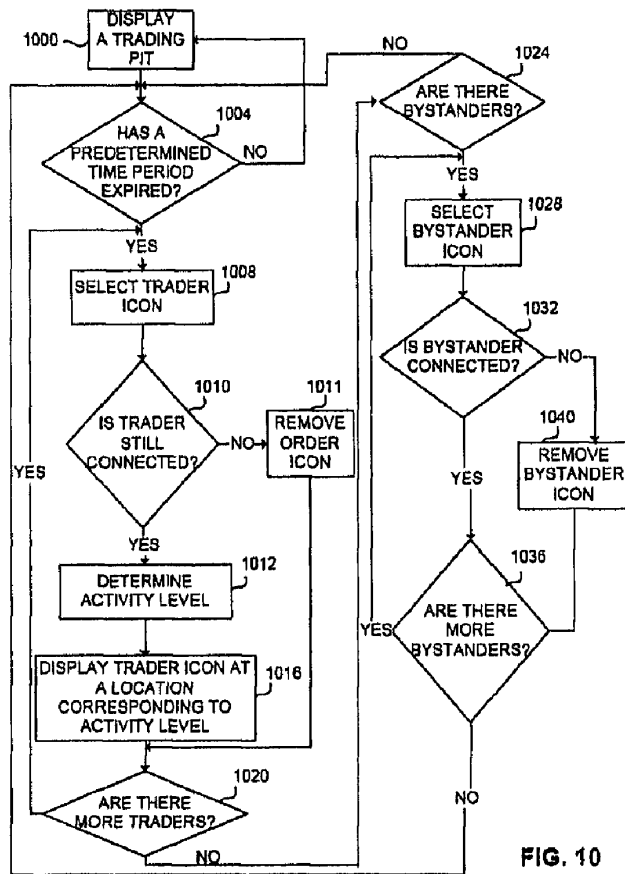 1000
DISPLAY
A TRADING
PIT
1004
HAS A
PREDETERMINED
TIME PERIOD
EXPIRED?
NO
YES
1008
SELECT TRADER
ICON
1010
IS TRADER
STILL
CONNECTED?
NO
1011
REMOVE
ORDER
ICON
YES
YES
1012
DETERMINE
ACTIVITY LEVEL
1016
DISPLAY TRADER ICON AT
A LOCATION
CORRESPONDING TO
ACTIVITY LEVEL
1020
ARE THERE
MORE TRADERS?
NO
NO
1024
ARE THERE
BYSTANDERS?
YES
1028
SELECT
BYSTANDER
ICON
1032
IS BYSTANDER
CONNECTED?
NO
1040
REMOVE
BYSTANDER
ICON
YES
1036
ARE THERE
MORE
BYSTANDERS?
YES
NO
FIG. 10